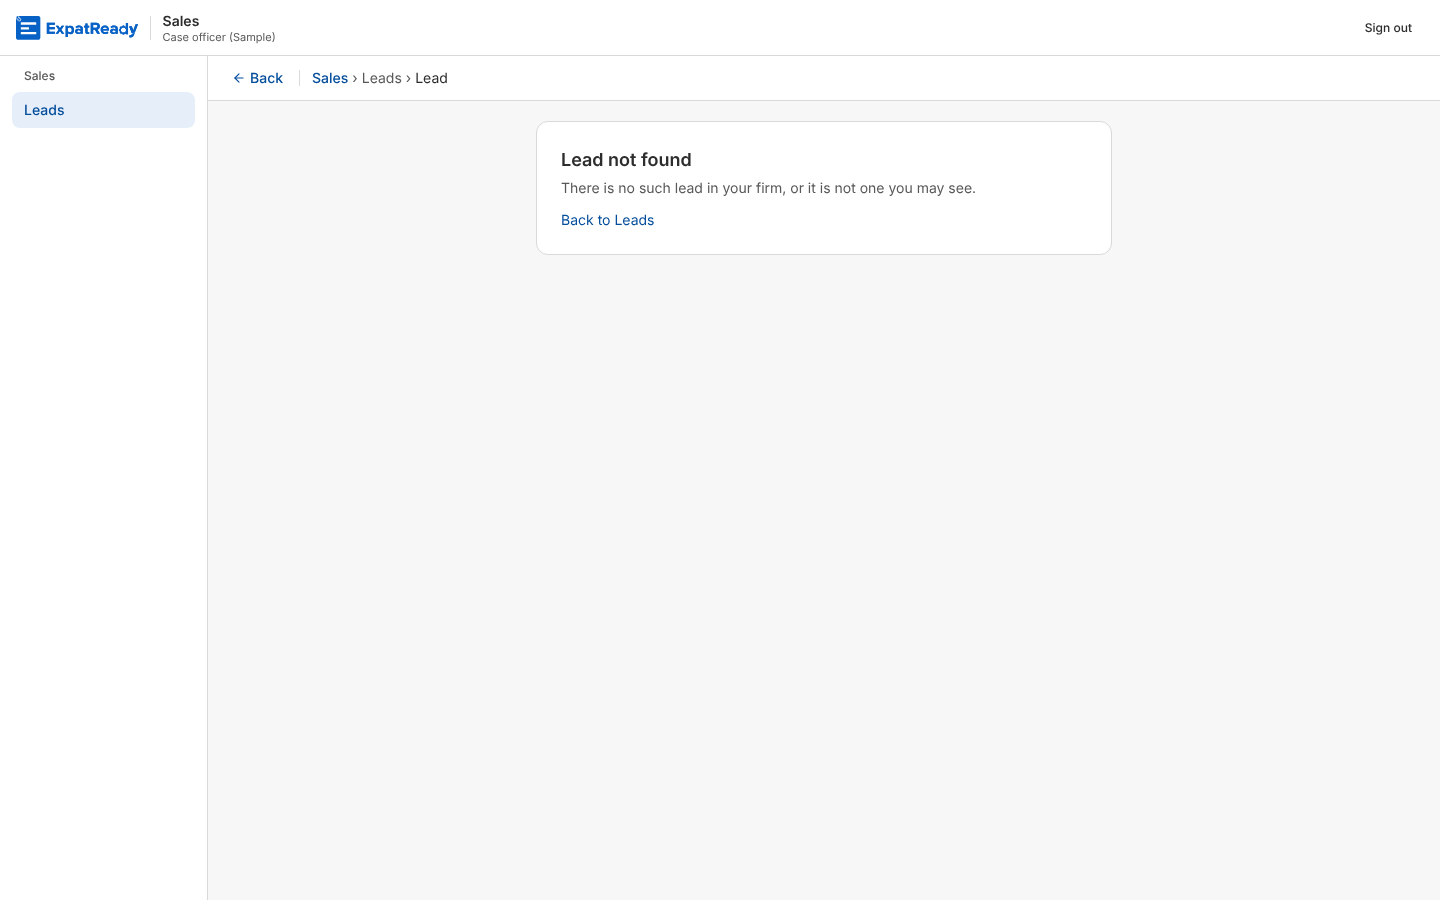 ExpatReady
Sales
Case officer (Sample)
Sign out
Sales
Leads
← Back
Sales › Leads › Lead
Lead not found
There is no such lead in your firm, or it is not one you may see.
Back to Leads